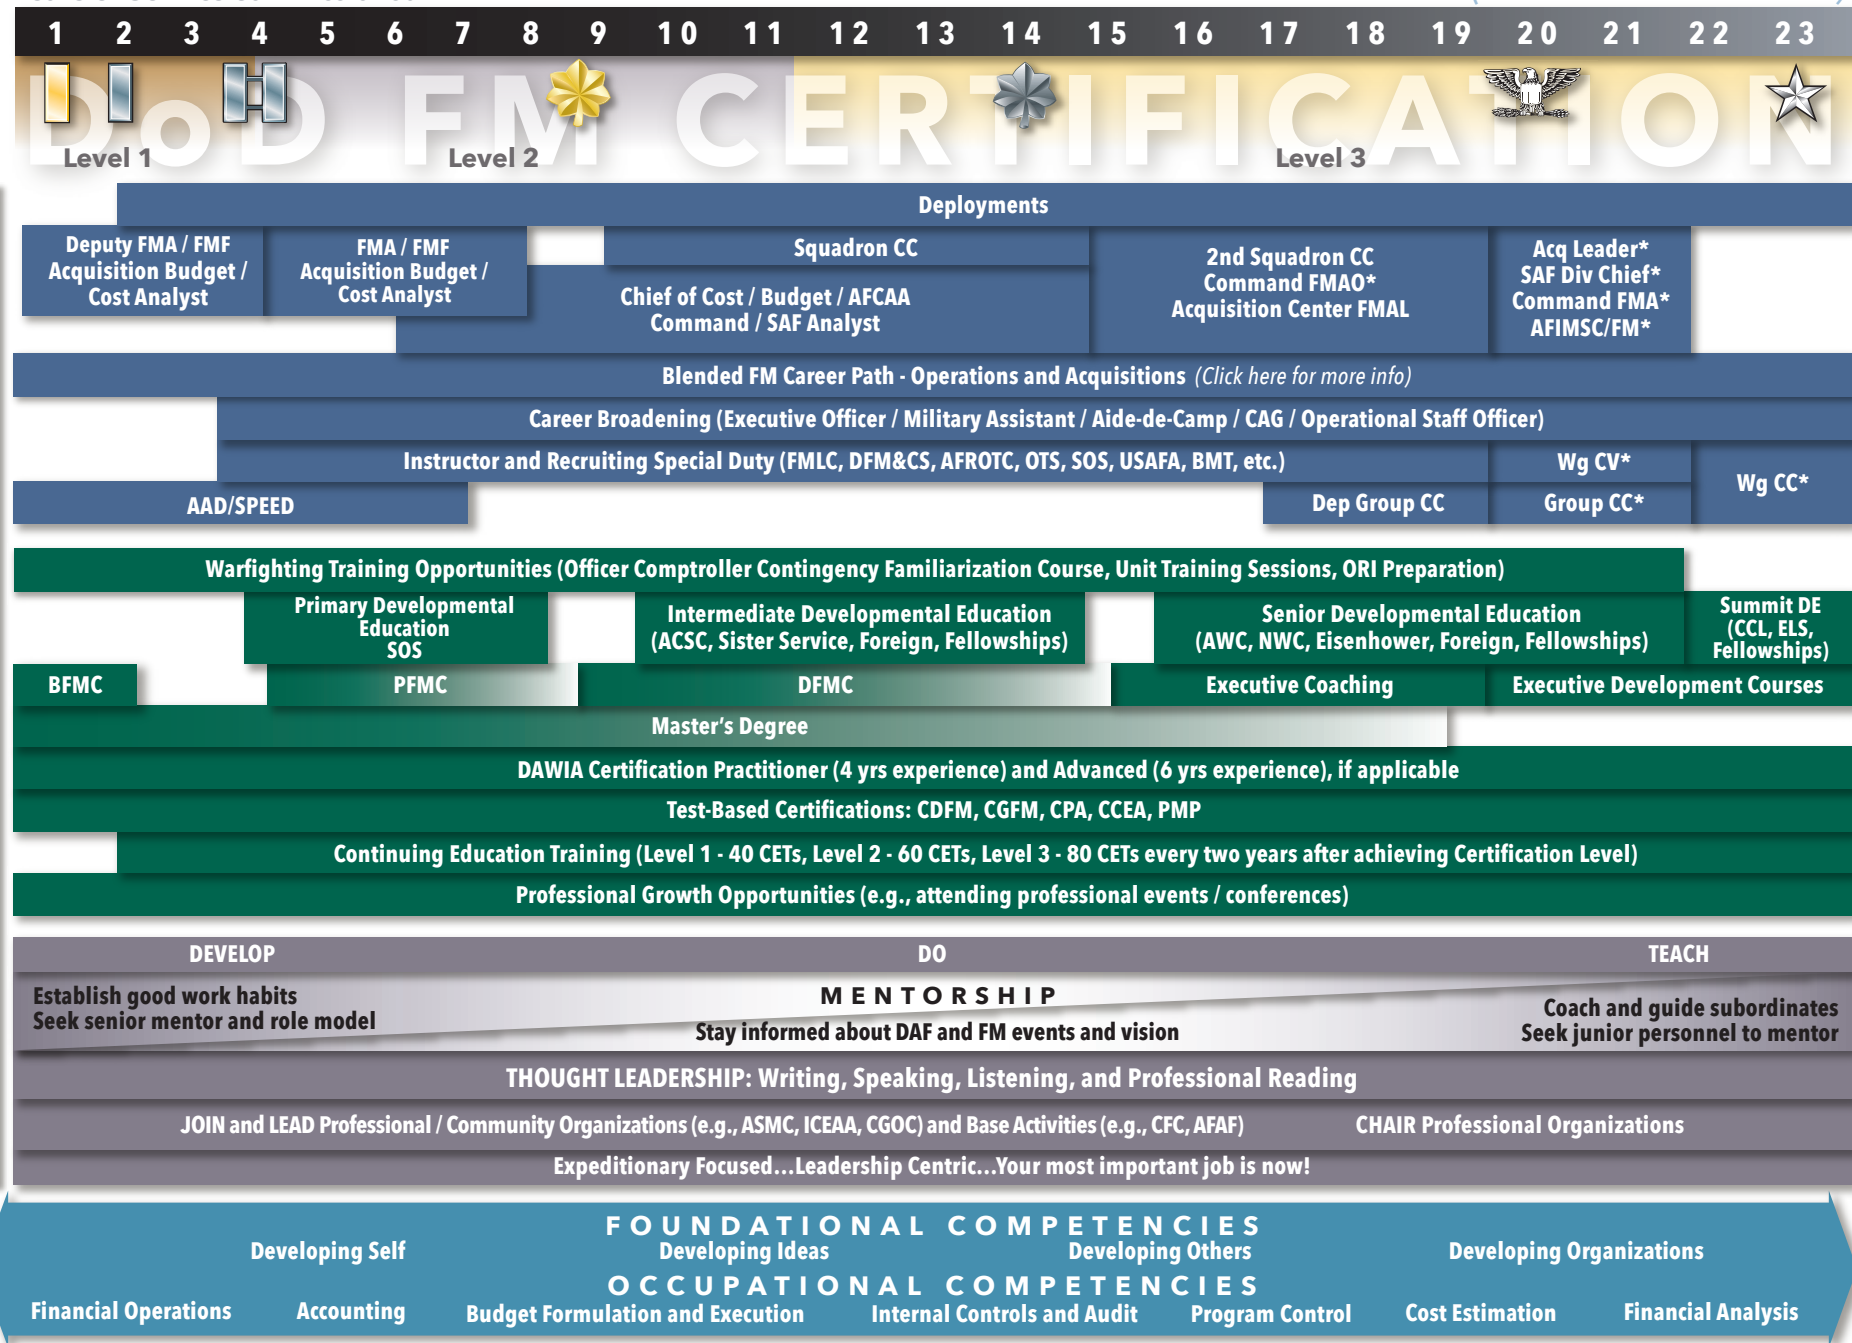 1 2 3 4 5 6 7 8 9 10 11 12 13 14 15 16 17 18 19 20 21 22 23
DoD FM CERTIFICATION
Level 1
Level 2
Level 3
Deployments
Deputy FMA / FMF
Acquisition Budget /
Cost Analyst
FMA / FMF
Acquisition Budget /
Cost Analyst
Squadron CC
Chief of Cost / Budget / AFCAA
Command / SAF Analyst
2nd Squadron CC
Command FMAO*
Acquisition Center FMAL
Acq Leader*
SAF Div Chief*
Command FMA*
AFIMSC/FM*
Blended FM Career Path - Operations and Acquisitions (Click here for more info)
Career Broadening (Executive Officer / Military Assistant / Aide-de-Camp / CAG / Operational Staff Officer)
Instructor and Recruiting Special Duty (FMLC, DFM&CS, AFROTC, OTS, SOS, USAFA, BMT, etc.)
Wg CV*
Wg CC*
AAD/SPEED
Dep Group CC
Group CC*
Warfighting Training Opportunities (Officer Comptroller Contingency Familiarization Course, Unit Training Sessions, ORI Preparation)
Primary Developmental
Education
SOS
Intermediate Developmental Education
(ACSC, Sister Service, Foreign, Fellowships)
Senior Developmental Education
(AWC, NWC, Eisenhower, Foreign, Fellowships)
Summit DE
(CCL, ELS,
Fellowships)
BFMC
PFMC
DFMC
Executive Coaching
Executive Development Courses
Master's Degree
DAWIA Certification Practitioner (4 yrs experience) and Advanced (6 yrs experience), if applicable
Test-Based Certifications: CDFM, CGFM, CPA, CCEA, PMP
Continuing Education Training (Level 1 - 40 CETs, Level 2 - 60 CETs, Level 3 - 80 CETs every two years after achieving Certification Level)
Professional Growth Opportunities (e.g., attending professional events / conferences)
DEVELOP
DO
TEACH
Establish good work habits
Seek senior mentor and role model
MENTORSHIP
Stay informed about DAF and FM events and vision
Coach and guide subordinates
Seek junior personnel to mentor
THOUGHT LEADERSHIP: Writing, Speaking, Listening, and Professional Reading
JOIN and LEAD Professional / Community Organizations (e.g., ASMC, ICEAA, CGOC) and Base Activities (e.g., CFC, AFAF)
CHAIR Professional Organizations
Expeditionary Focused...Leadership Centric...Your most important job is now!
FOUNDATIONAL COMPETENCIES
Developing Self
Developing Ideas
Developing Others
Developing Organizations
OCCUPATIONAL COMPETENCIES
Financial Operations
Accounting
Budget Formulation and Execution
Internal Controls and Audit
Program Control
Cost Estimation
Financial Analysis